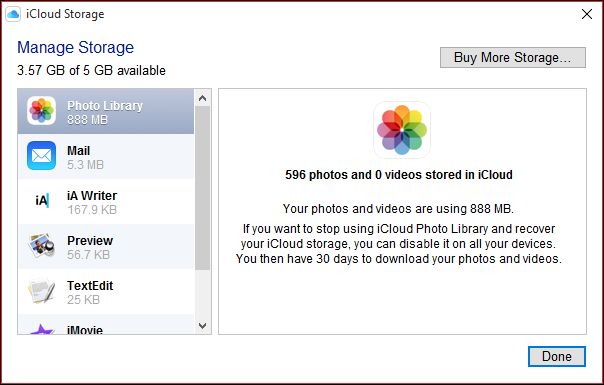 iCloud Storage
Manage Storage
3.57 GB of 5 GB available
Buy More Storage...
Photo Library
888 MB
Mail
5.3 MB
iA
iA Writer
167.9 KB
Preview
56.7 KB
TextEdit
25 KB
iMovie
596 photos and 0 videos stored in iCloud
Your photos and videos are using 888 MB.
If you want to stop using iCloud Photo Library and recover
your iCloud storage, you can disable it on all your devices.
You then have 30 days to download your photos and videos.
Done